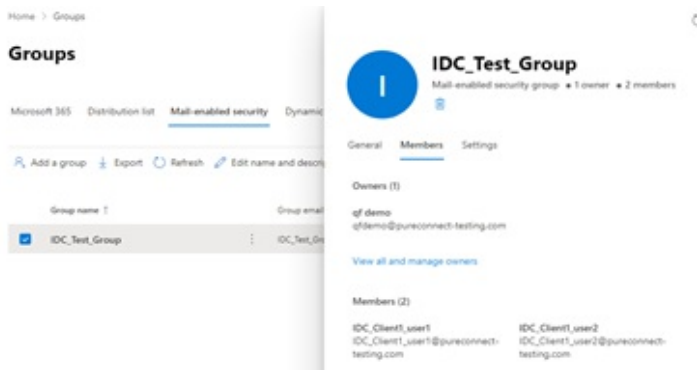 Home > Groups
Groups
Microsoft 365 Distribution list Mail-enabled security Dynamic
Add a group Export Refresh Edit name and descrip
Group name ↑ Group email
IDC_Test_Group IDC_Test_Gro
I
IDC_Test_Group
Mail-enabled security group • 1 owner • 2 members
General Members Settings
Owners (1)
qf demo
qfdemo@pureconnect-testing.com
View all and manage owners
Members (2)
IDC_Client1_user1 IDC_Client1_user2
IDC_Client1_user1@pureconnect- IDC_Client1_user2@pureconnect-
testing.com testing.com